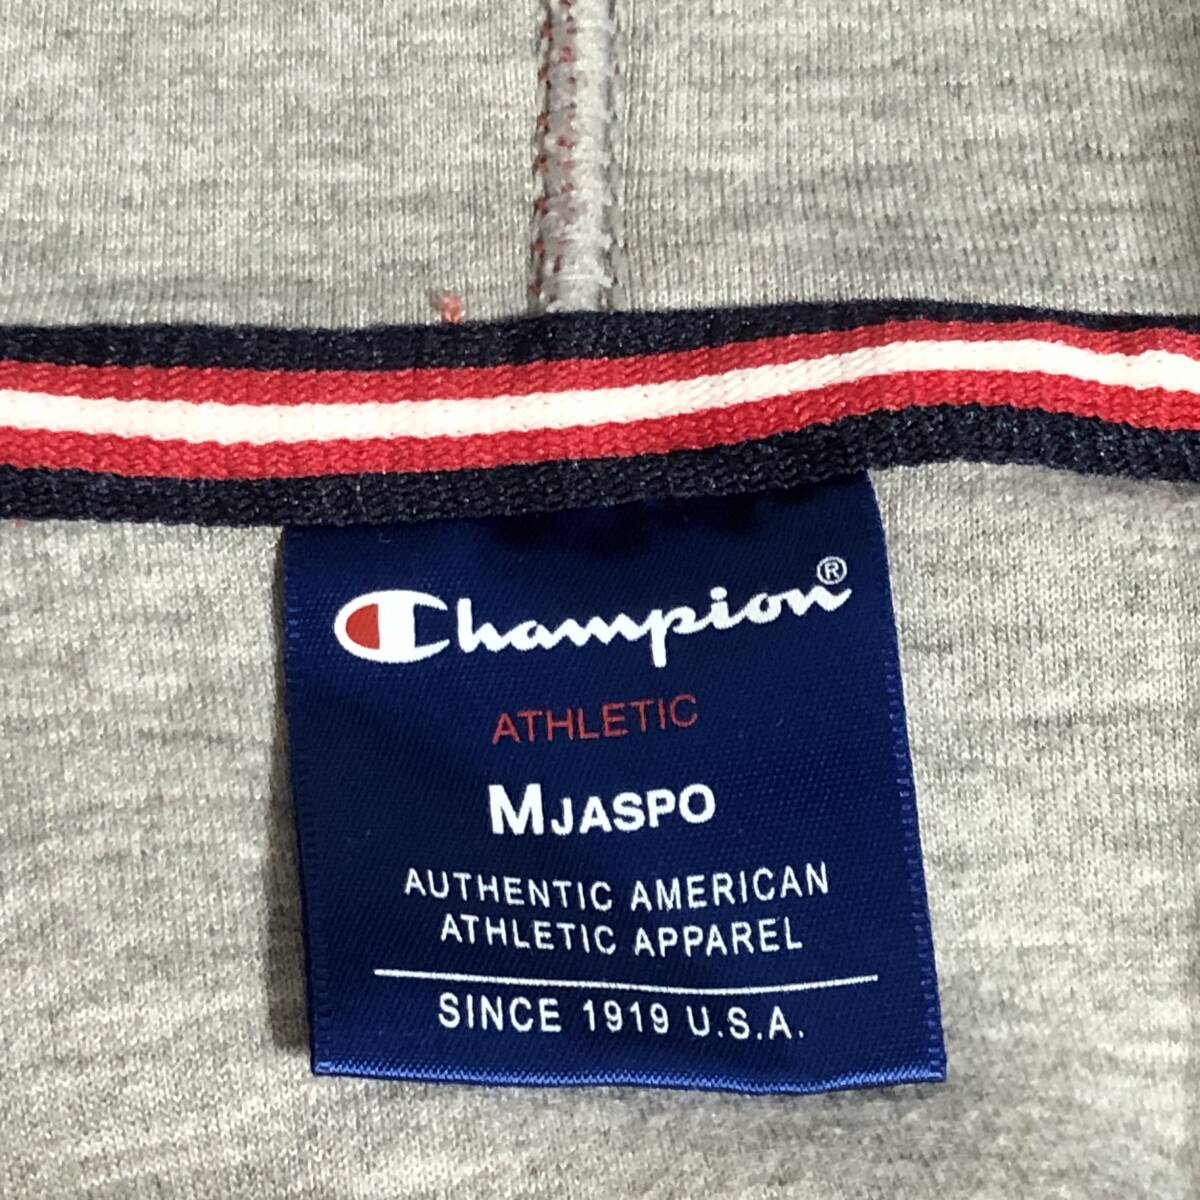 Champion®
ATHLETIC
MJASPO
AUTHENTIC AMERICAN
ATHLETIC APPAREL
SINCE 1919 U.S.A.